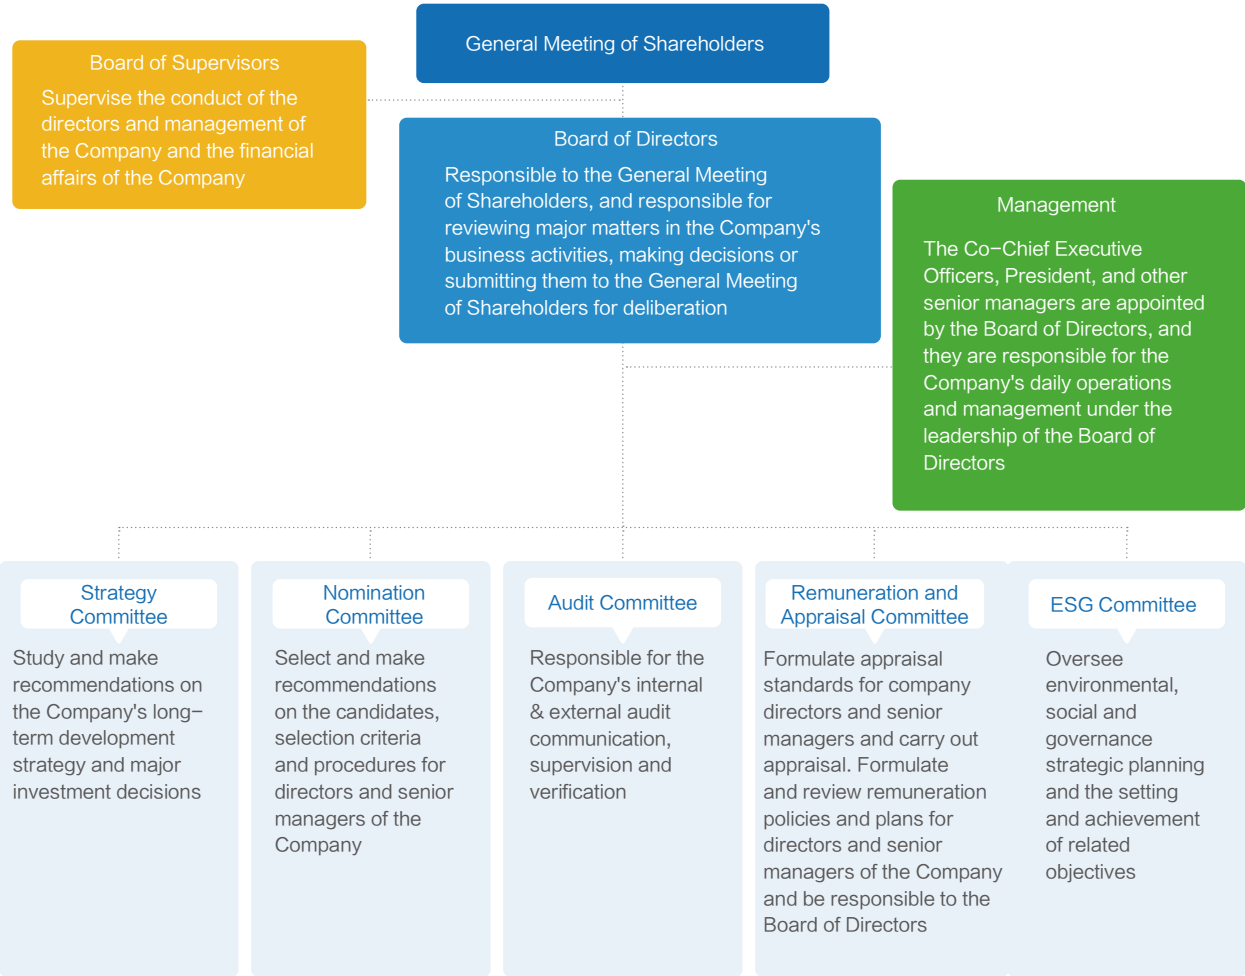 General Meeting of Shareholders
Board of Supervisors
Supervise the conduct of the
directors and management of
the Company and the financial
affairs of the Company
Board of Directors
Responsible to the General Meeting
of Shareholders, and responsible for
reviewing major matters in the Company's
business activities, making decisions or
submitting them to the General Meeting
of Shareholders for deliberation
Management
The Co-Chief Executive
Officers, President, and other
senior managers are appointed
by the Board of Directors, and
they are responsible for the
Company's daily operations
and management under the
leadership of the Board of
Directors
Strategy
Committee
Study and make
recommendations on
the Company's long-
term development
strategy and major
investment decisions
Nomination
Committee
Select and make
recommendations
on the candidates,
selection criteria
and procedures for
directors and senior
managers of the
Company
Audit Committee
Responsible for the
Company's internal
& external audit
communication,
supervision and
verification
Remuneration and
Appraisal Committee
Formulate appraisal
standards for company
directors and senior
managers and carry out
appraisal. Formulate
and review remuneration
policies and plans for
directors and senior
managers of the Company
and be responsible to the
Board of Directors
ESG Committee
Oversee
environmental,
social and
governance
strategic planning
and the setting
and achievement
of related
objectives